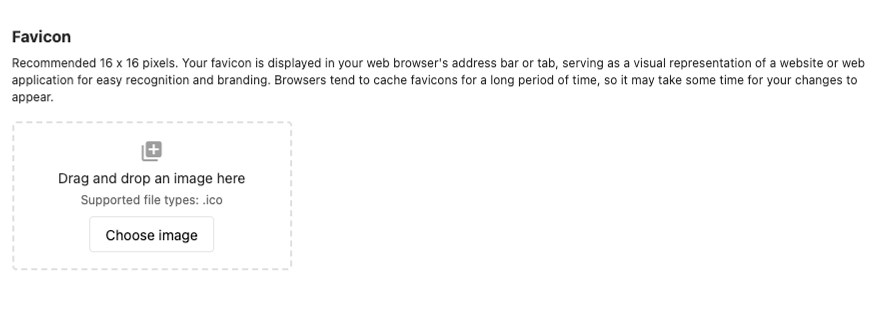 Favicon
Recommended 16 x 16 pixels. Your favicon is displayed in your web browser's address bar or tab, serving as a visual representation of a website or web
application for easy recognition and branding. Browsers tend to cache favicons for a long period of time, so it may take some time for your changes to
appear.
Drag and drop an image here
Supported file types: .ico
Choose image